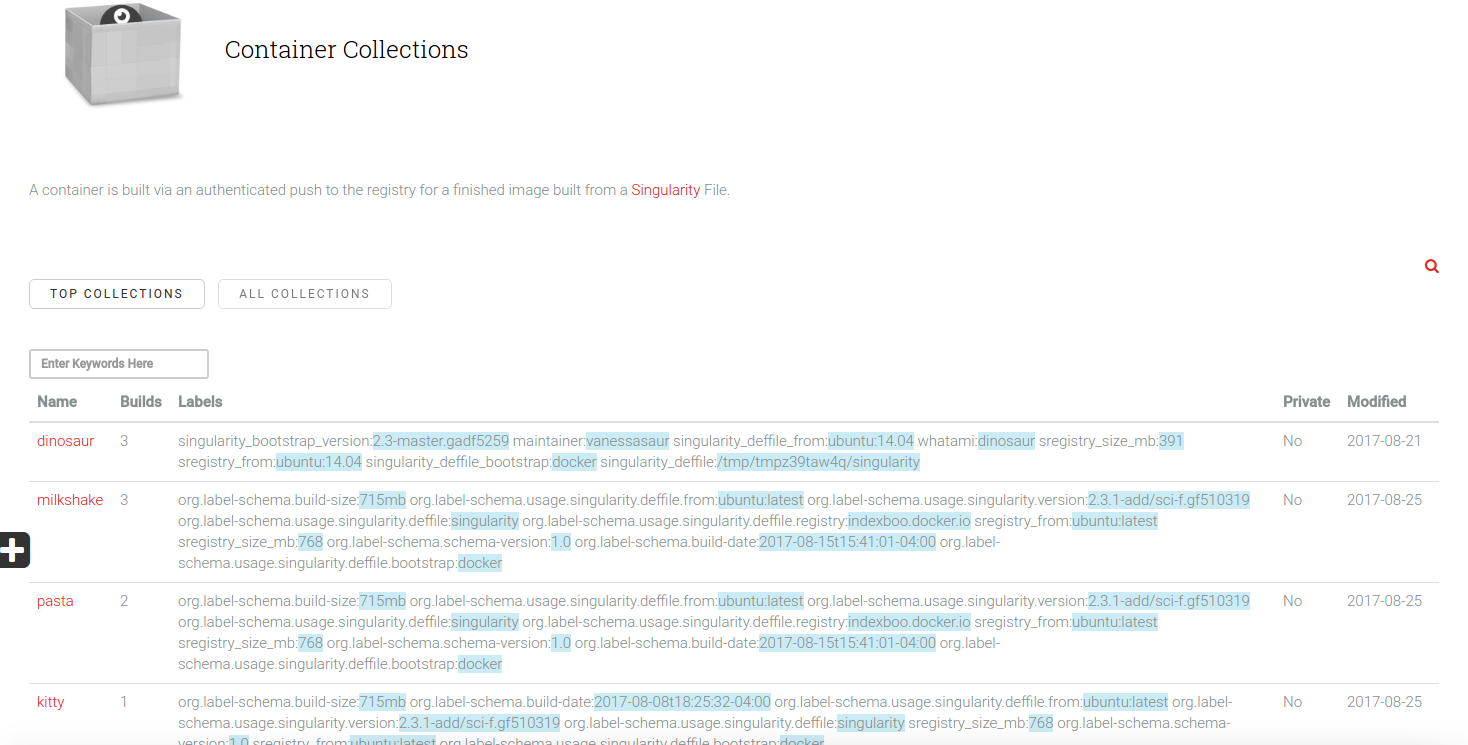 Container Collections
A container is built via an authenticated push to the registry for a finished image built from a Singularity File.
TOP COLLECTIONS ALL COLLECTIONS
Enter Keywords Here
Name Builds Labels Private Modified
dinosaur 3 singularity_bootstrap_version:2.3-master.gadf5259 maintainer:vanessasaur singularity_deffile_from:ubuntu:14.04 whatami:dinosaur sregistry_size_mb:391 No 2017-08-21
sregistry_from:ubuntu:14.04 singularity_deffile_bootstrap:docker singularity_deffile:/tmp/tmpz39taw4q/singularity
milkshake 3 org.label-schema.build-size:715mb org.label-schema.usage.singularity.deffile.from:ubuntu:latest org.label-schema.usage.singularity.version:2.3.1-add/sci-f.gf510319 No 2017-08-25
org.label-schema.usage.singularity.deffile:singularity org.label-schema.usage.singularity.deffile.registry:indexboo.docker.io sregistry_from:ubuntu:latest
sregistry_size_mb:768 org.label-schema.schema-version:1.0 org.label-schema.build-date:2017-08-15t15:41:01-04:00 org.label-
schema.usage.singularity.deffile.bootstrap:docker
pasta 2 org.label-schema.build-size:715mb org.label-schema.usage.singularity.deffile.from:ubuntu:latest org.label-schema.usage.singularity.version:2.3.1-add/sci-f.gf510319 No 2017-08-25
org.label-schema.usage.singularity.deffile:singularity org.label-schema.usage.singularity.deffile.registry:indexboo.docker.io sregistry_from:ubuntu:latest
sregistry_size_mb:768 org.label-schema.schema-version:1.0 org.label-schema.build-date:2017-08-15t15:41:01-04:00 org.label-
schema.usage.singularity.deffile.bootstrap:docker
kitty 1 org.label-schema.build-size:715mb org.label-schema.build-date:2017-08-08t18:25:32-04:00 org.label-schema.usage.singularity.deffile.from:ubuntu:latest org.label- No 2017-08-25
schema.usage.singularity.version:2.3.1-add/sci-f.gf510319 org.label-schema.usage.singularity.deffile:singularity sregistry_size_mb:768 org.label-schema.schema-
version:1.0 sregistry_from:ubuntu:latest org.label-schema.usage.singularity.deffile.bootstrap:docker